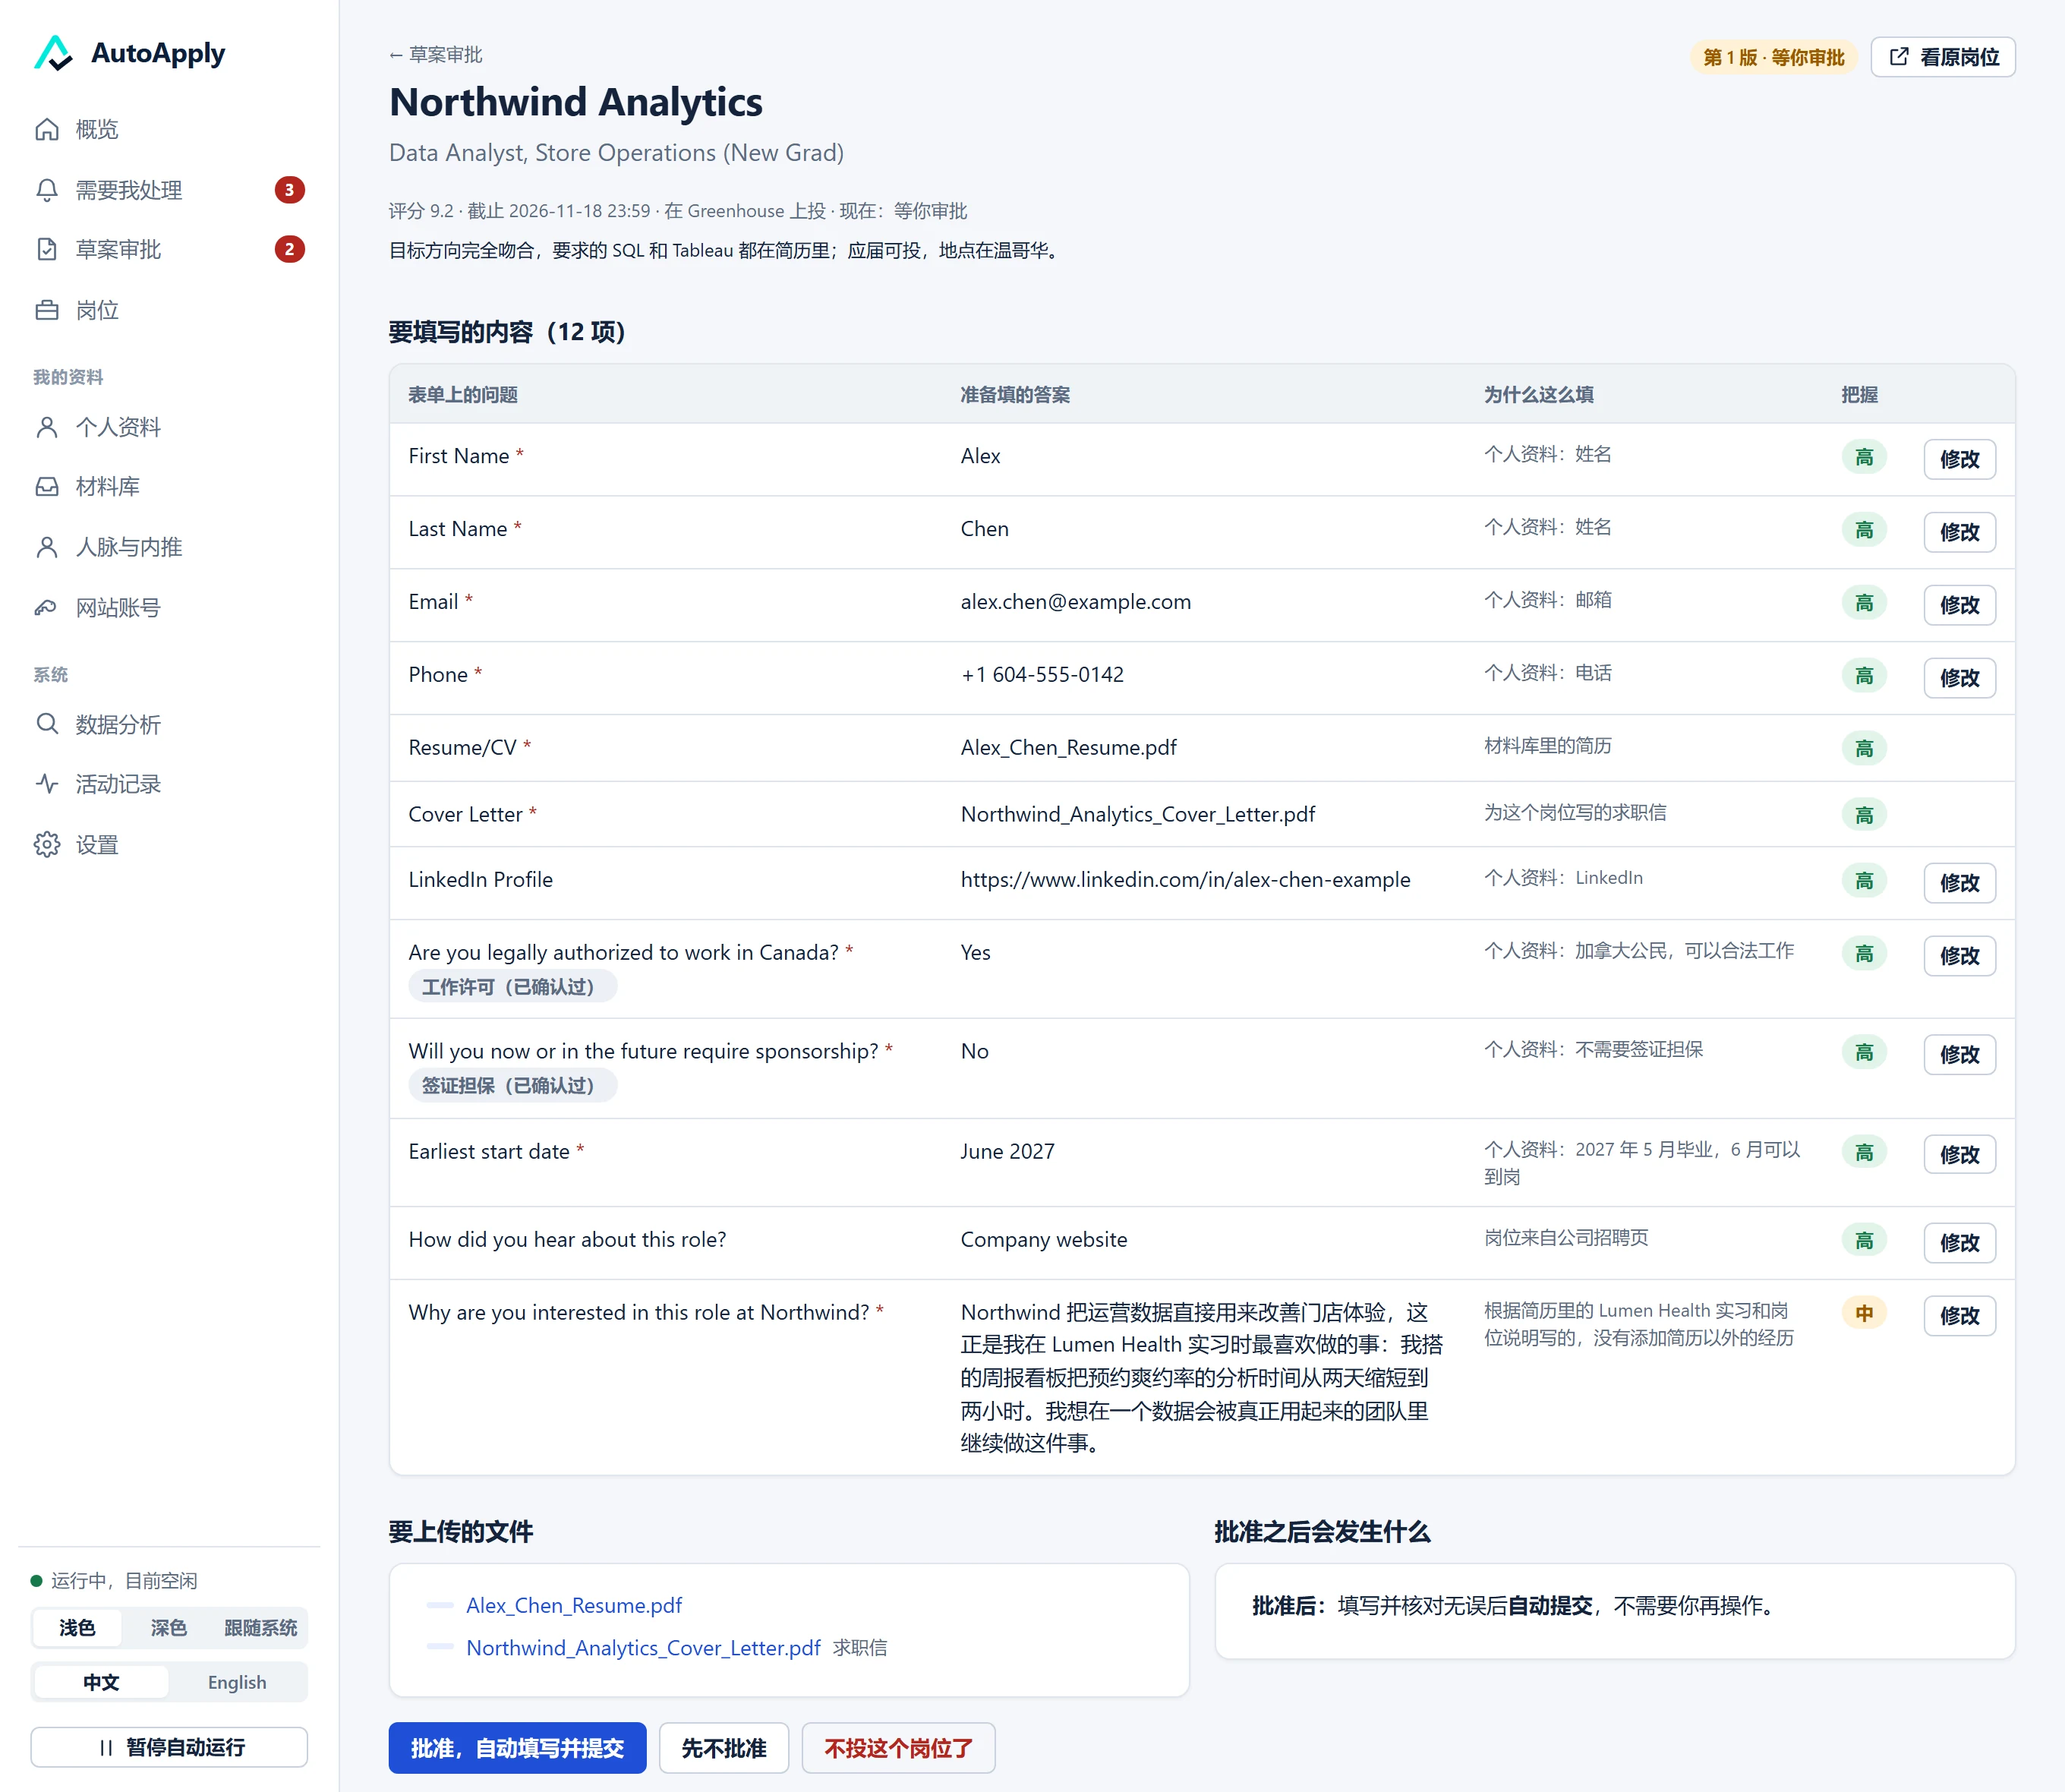 AutoApply
概览
需要我处理 3
草案审批 2
岗位
我的资料
个人资料
材料库
人脉与内推
网站账号
系统
数据分析
活动记录
设置
运行中，目前空闲
浅色 深色 跟随系统
中文 English
暂停自动运行
← 草案审批
第 1 版 · 等你审批
看原岗位
Northwind Analytics
Data Analyst, Store Operations (New Grad)
评分 9.2 · 截止 2026-11-18 23:59 · 在 Greenhouse 上投 · 现在：等你审批
目标方向完全吻合，要求的 SQL 和 Tableau 都在简历里；应届可投，地点在温哥华。
要填写的内容（12 项）
表单上的问题 准备填的答案 为什么这么填 把握
First Name * Alex 个人资料：姓名 高 修改
Last Name * Chen 个人资料：姓名 高 修改
Email * alex.chen@example.com 个人资料：邮箱 高 修改
Phone * +1 604-555-0142 个人资料：电话 高 修改
Resume/CV * Alex_Chen_Resume.pdf 材料库里的简历 高
Cover Letter * Northwind_Analytics_Cover_Letter.pdf 为这个岗位写的求职信 高
LinkedIn Profile https://www.linkedin.com/in/alex-chen-example 个人资料：LinkedIn 高 修改
Are you legally authorized to work in Canada? * Yes 个人资料：加拿大公民，可以合法工作 高 修改
工作许可（已确认过）
Will you now or in the future require sponsorship? * No 个人资料：不需要签证担保 高 修改
签证担保（已确认过）
Earliest start date * June 2027 个人资料：2027 年 5 月毕业，6 月可以 高 修改
到岗
How did you hear about this role? Company website 岗位来自公司招聘页 高 修改
Why are you interested in this role at Northwind? * Northwind 把运营数据直接用来改善门店体验，这 根据简历里的 Lumen Health 实习和岗 中 修改
正是我在 Lumen Health 实习时最喜欢做的事：我搭 位说明写的，没有添加简历以外的经历
的周报看板把预约爽约率的分析时间从两天缩短到
两小时。我想在一个数据会被真正用起来的团队里
继续做这件事。
要上传的文件
Alex_Chen_Resume.pdf
Northwind_Analytics_Cover_Letter.pdf 求职信
批准之后会发生什么
批准后：填写并核对无误后自动提交，不需要你再操作。
批准，自动填写并提交 先不批准 不投这个岗位了